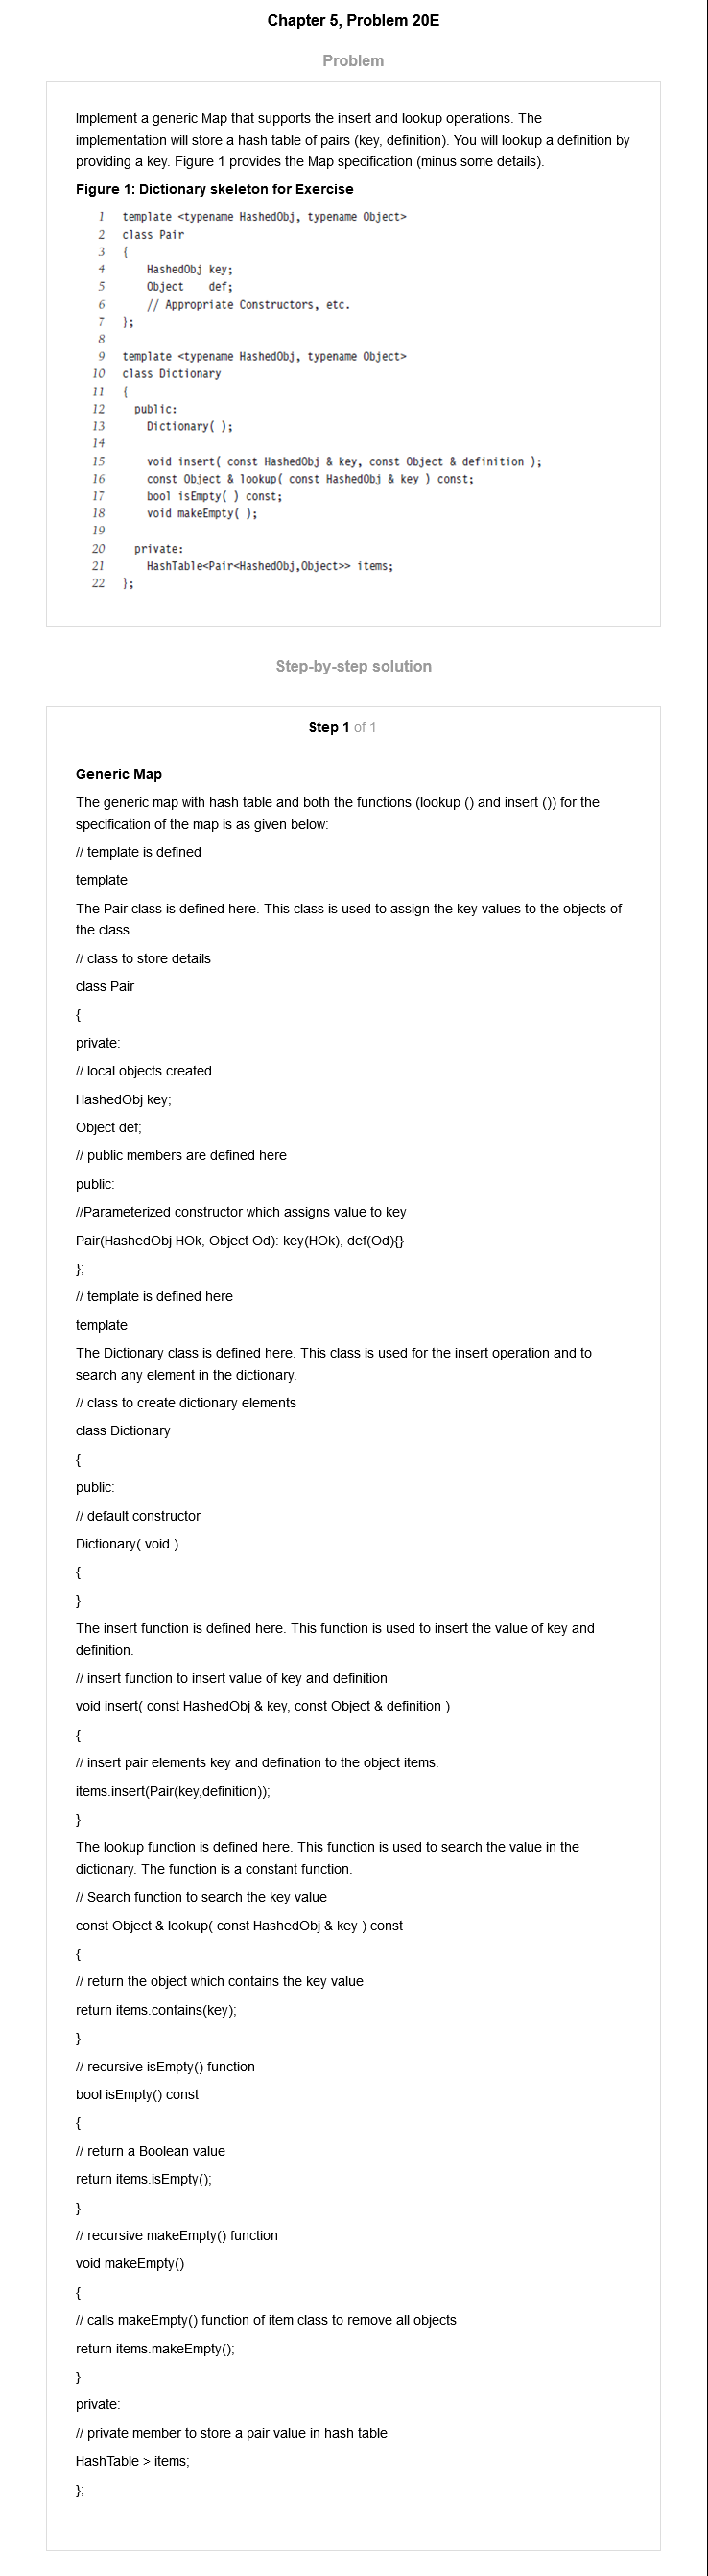 Chapter 5, Problem 20E
Problem
Implement a generic Map that supports the insert and lookup operations. The
implementation will store a hash table of pairs (key, definition). You will lookup a definition by
providing a key. Figure 1 provides the Map specification (minus some details).
Figure 1: Dictionary skeleton for Exercise
1 template <typename HashedObj, typename Object>
2 class Pair
3 {
4 HashedObj key;
5 Object def;
6 // Appropriate Constructors, etc.
7 };
8
9 template <typename HashedObj, typename Object>
10 class Dictionary
11 {
12 public:
13 Dictionary( );
14
15 void insert( const HashedObj & key, const Object & definition );
16 const Object & lookup( const HashedObj & key ) const;
17 bool isEmpty( ) const;
18 void makeEmpty( );
19
20 private:
21 HashTable<Pair<HashedObj,Object>> items;
22 };
Step-by-step solution
Step 1 of 1
Generic Map
The generic map with hash table and both the functions (lookup () and insert ()) for the
specification of the map is as given below:
// template is defined
template
The Pair class is defined here. This class is used to assign the key values to the objects of
the class.
// class to store details
class Pair
{
private:
// local objects created
HashedObj key;
Object def;
// public members are defined here
public:
//Parameterized constructor which assigns value to key
Pair(HashedObj HOk, Object Od): key(HOk), def(Od){}
};
// template is defined here
template
The Dictionary class is defined here. This class is used for the insert operation and to
search any element in the dictionary.
// class to create dictionary elements
class Dictionary
{
public:
// default constructor
Dictionary( void )
{
}
The insert function is defined here. This function is used to insert the value of key and
definition.
// insert function to insert value of key and definition
void insert( const HashedObj & key, const Object & definition )
{
// insert pair elements key and defination to the object items.
items.insert(Pair(key,definition));
}
The lookup function is defined here. This function is used to search the value in the
dictionary. The function is a constant function.
// Search function to search the key value
const Object & lookup( const HashedObj & key ) const
{
// return the object which contains the key value
return items.contains(key);
}
// recursive isEmpty() function
bool isEmpty() const
{
// return a Boolean value
return items.isEmpty();
}
// recursive makeEmpty() function
void makeEmpty()
{
// calls makeEmpty() function of item class to remove all objects
return items.makeEmpty();
}
private:
// private member to store a pair value in hash table
HashTable > items;
};